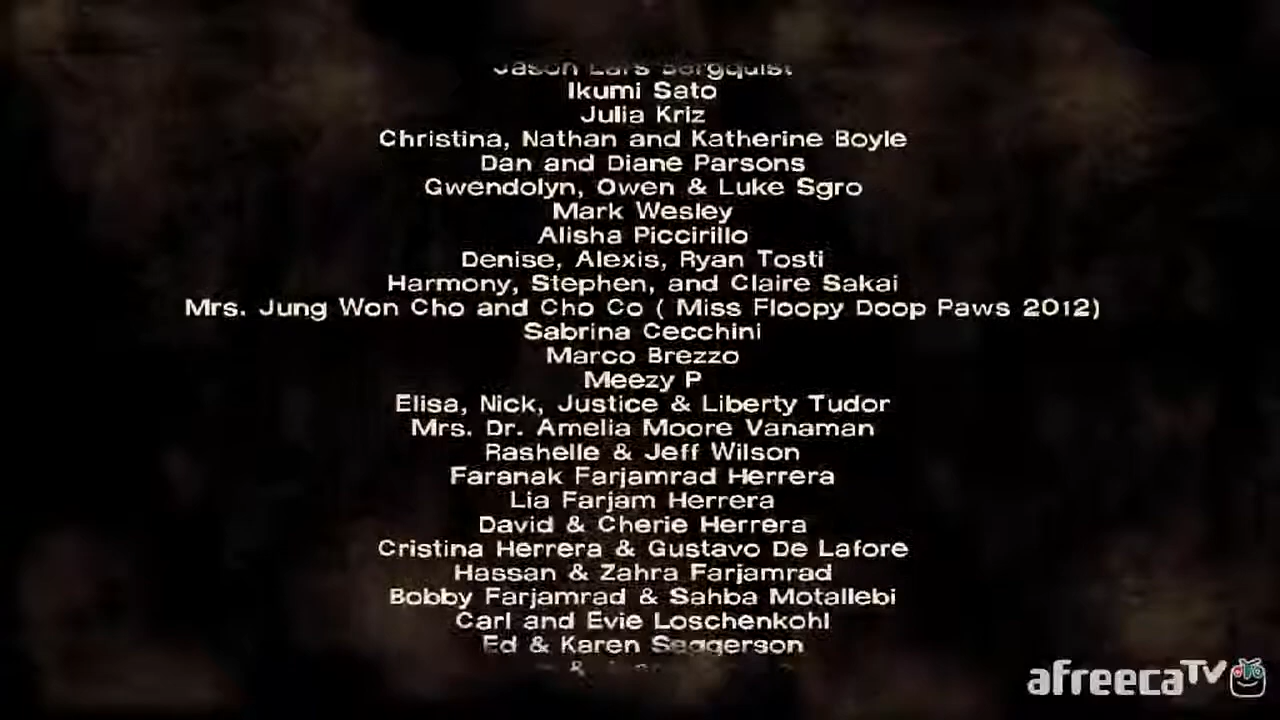 Jason Lars Bergquist
Ikumi Sato
Julia Kriz
Christina, Nathan and Katherine Boyle
Dan and Diane Parsons
Gwendolyn, Owen & Luke Sgro
Mark Wesley
Alisha Piccirillo
Denise, Alexis, Ryan Tosti
Harmony, Stephen, and Claire Sakai
Mrs. Jung Won Cho and Cho Co ( Miss Floopy Doop Paws 2012)
Sabrina Cecchini
Marco Brezzo
Meezy P
Elisa, Nick, Justice & Liberty Tudor
Mrs. Dr. Amelia Moore Vanaman
Rashelle & Jeff Wilson
Faranak Farjamrad Herrera
Lia Farjam Herrera
David & Cherie Herrera
Cristina Herrera & Gustavo De Lafore
Hassan & Zahra Farjamrad
Bobby Farjamrad & Sahba Motallebi
Carl and Evie Loschenkohl
Ed & Karen Seggerson
&
afreecaTV